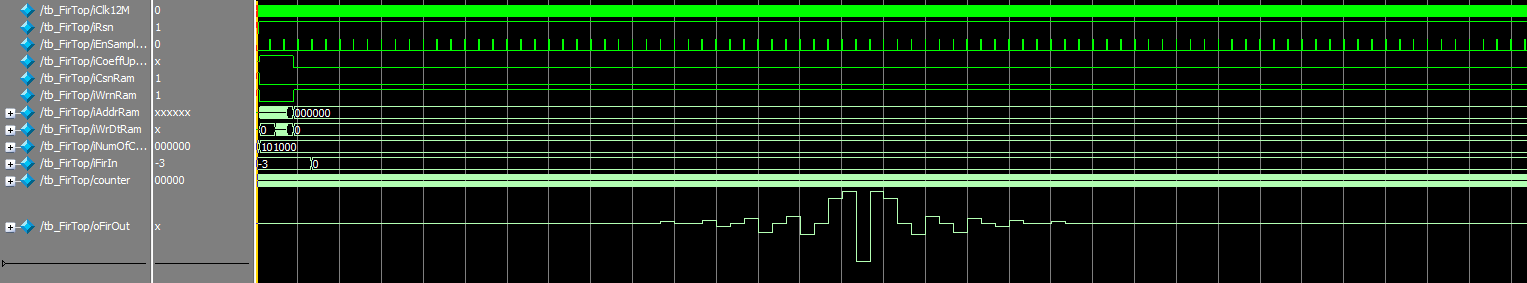 /tb_FirTop/iClk12M 0
/tb_FirTop/iRsn 1
/tb_FirTop/iEnSampl... 0
/tb_FirTop/iCoeffUp... x
/tb_FirTop/iCsnRam 1
/tb_FirTop/iWrnRam 1
/tb_FirTop/iAddrRam xxxxxx 000000
/tb_FirTop/iWrDtRam x 0 0
/tb_FirTop/iNumOfC... 000000 101000
/tb_FirTop/iFirIn -3 -3 0
/tb_FirTop/counter 00000
/tb_FirTop/oFirOut x